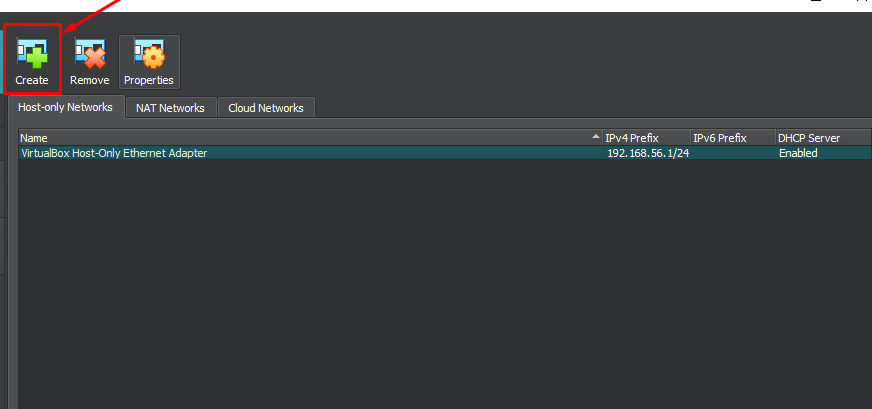 Create Remove Properties
Host-only Networks NAT Networks Cloud Networks
Name IPv4 Prefix IPv6 Prefix DHCP Server
VirtualBox Host-Only Ethernet Adapter 192.168.56.1/24 Enabled